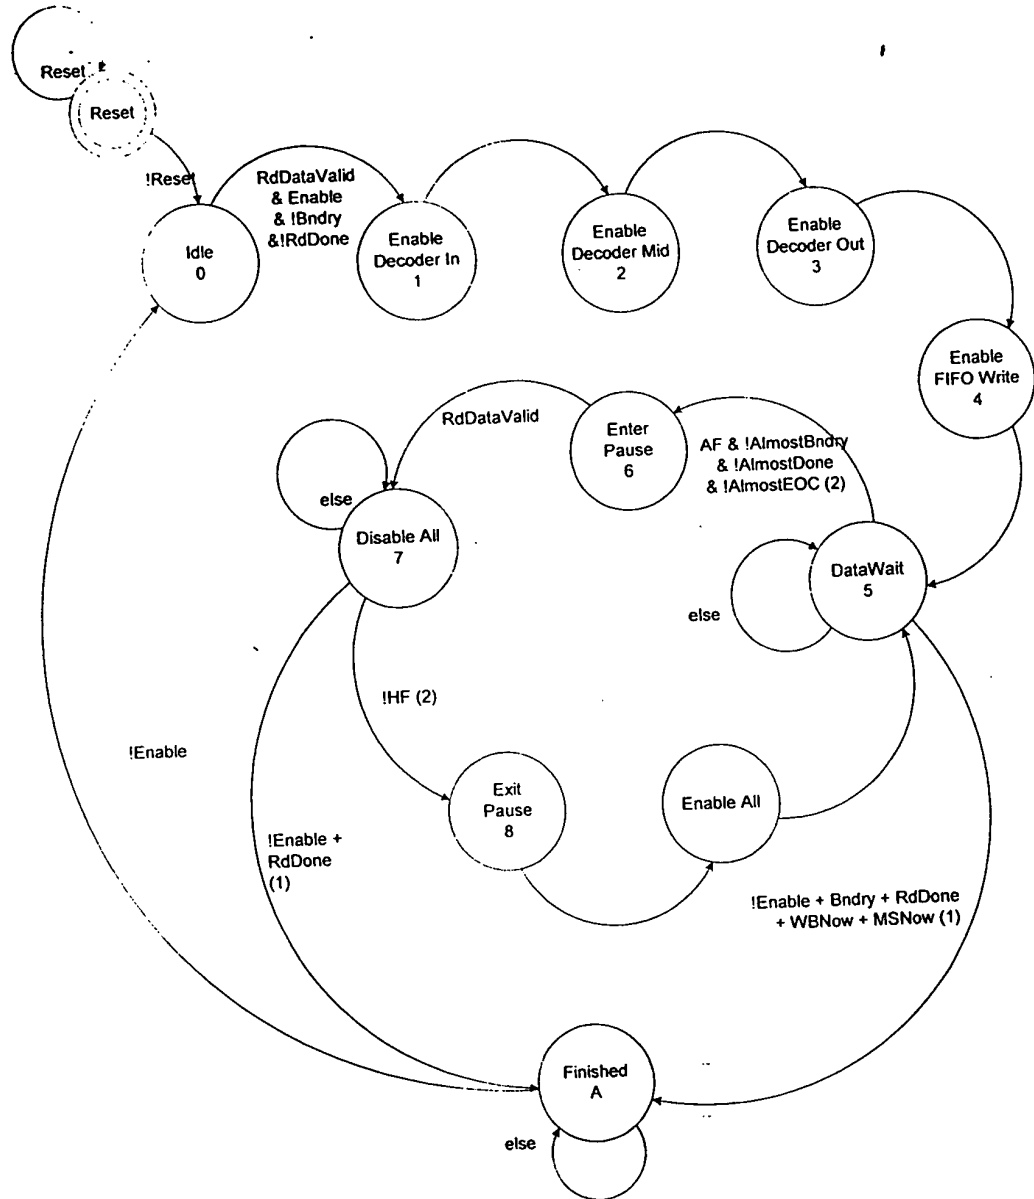 Reset
Reset
!Reset
RdDataValid
& Enable
& !Bndry
&!RdDone
Idle
0
Enable
Decoder In
1
Enable
Decoder Mid
2
Enable
Decoder Out
3
Enable
FIFO Write
4
RdDataValid
Enter
Pause
6
AF & !AlmostBndry
& !AlmostDone
& !AlmostEOC (2)
else
Disable All
7
DataWait
5
else
!HF (2)
!Enable
Exit
Pause
8
Enable All
!Enable +
RdDone
(1)
!Enable + Bndry + RdDone
+ WBNow + MSNow (1)
Finished
A
else